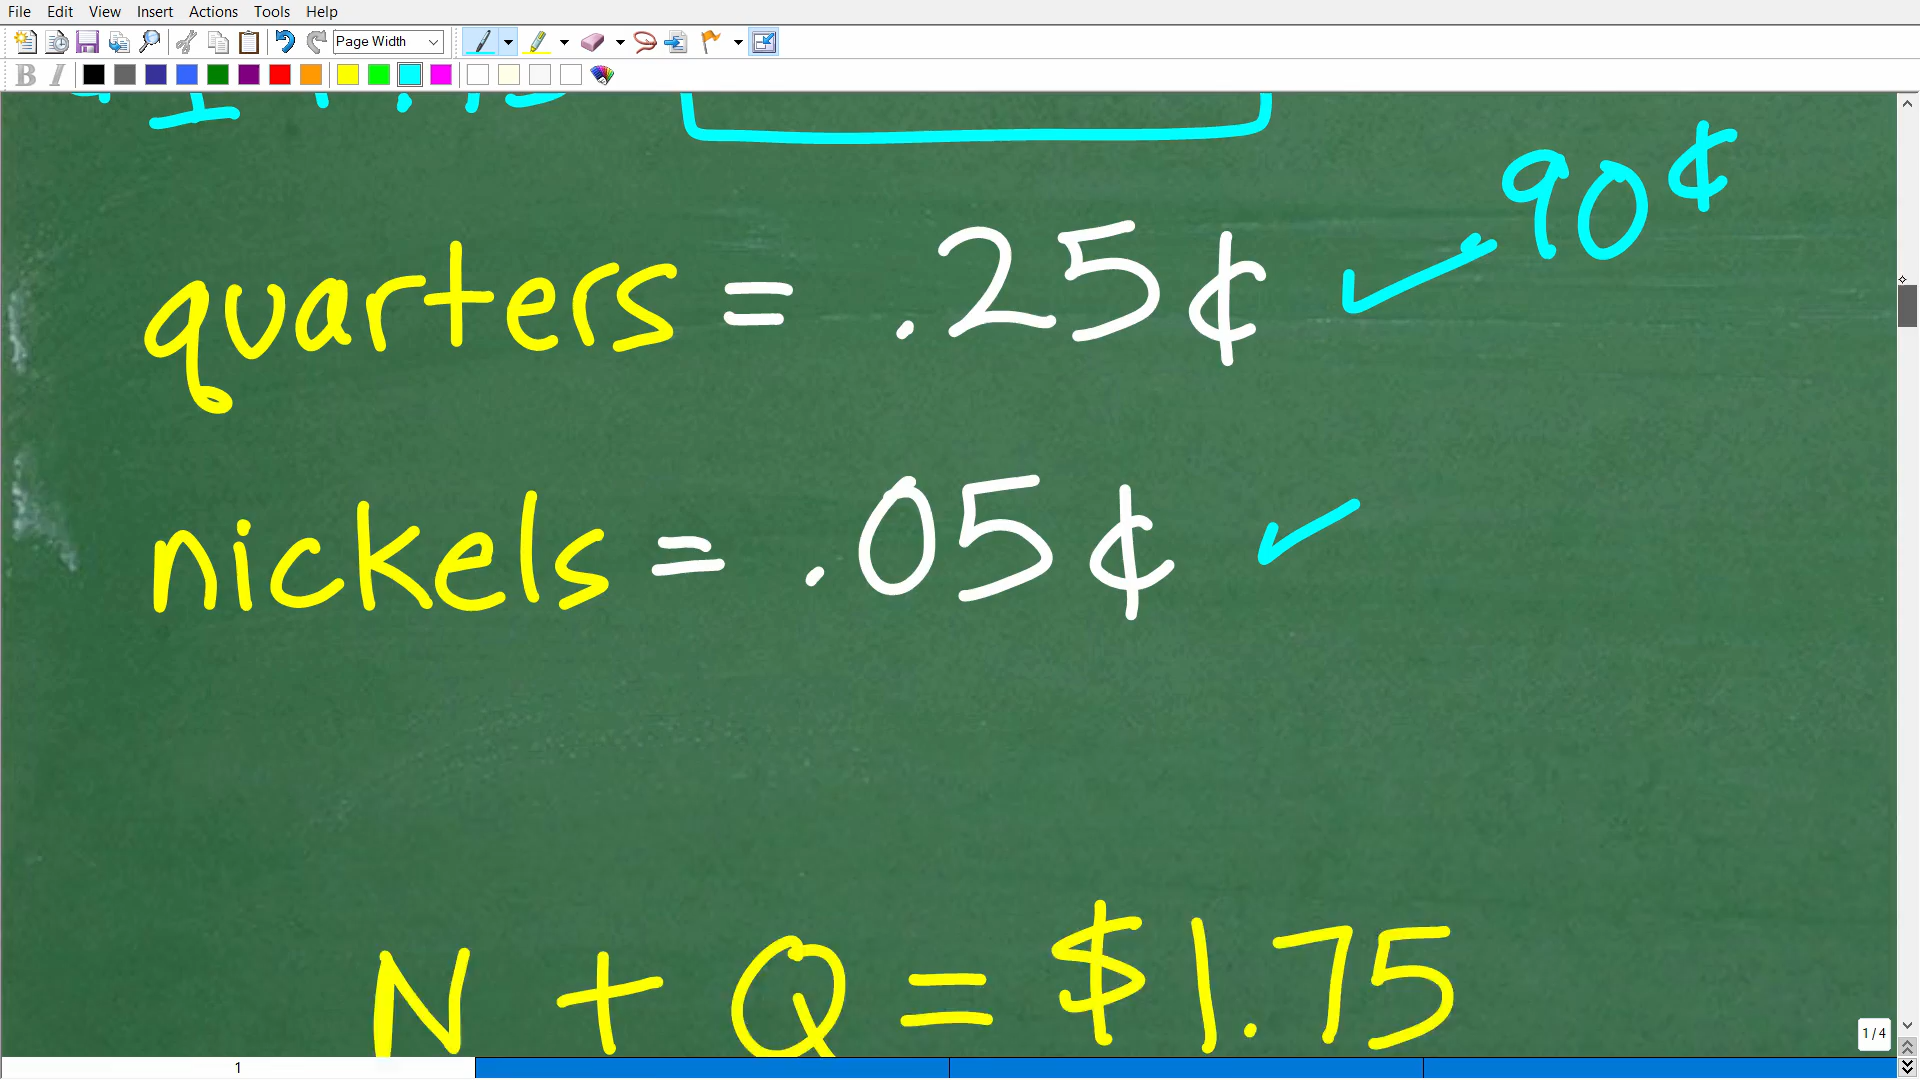 File Edit View Insert Actions Tools Help
Page Width
B I
90¢
quarters = .25¢
nickels = .05¢
N + Q = $1.75
1 / 4
1